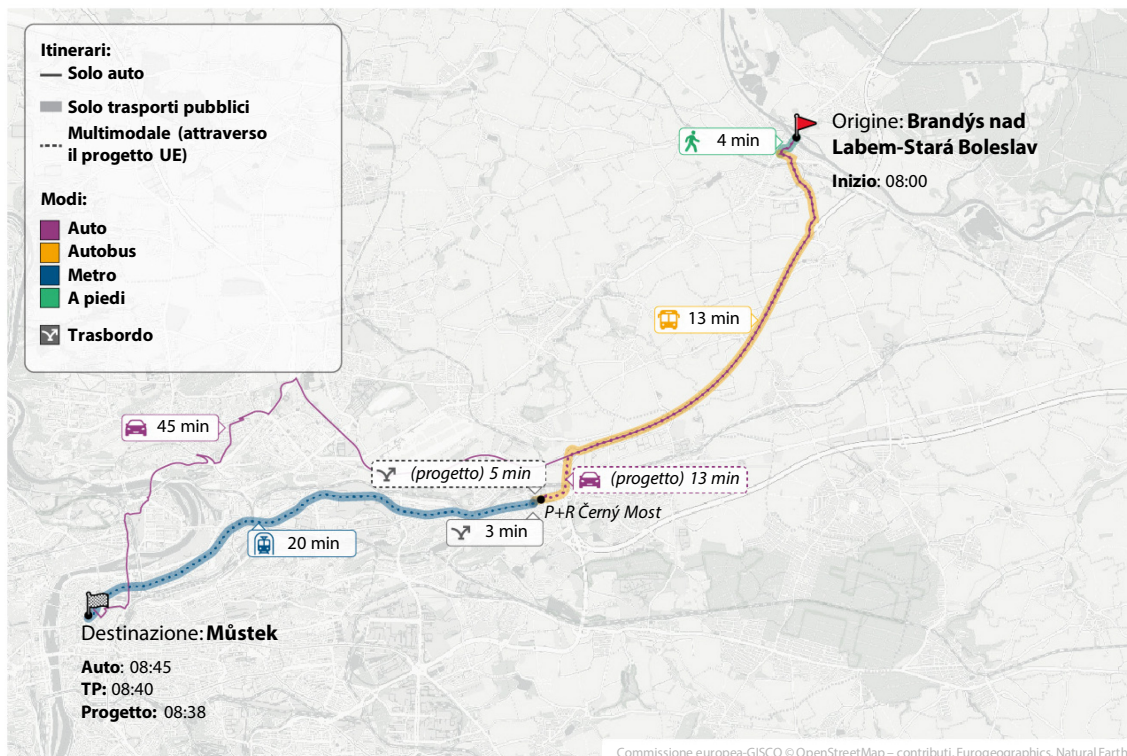 Itinerari:
Solo auto
Solo trasporti pubblici
Multimodale (attraverso
il progetto UE)
Modi:
Auto
Autobus
Metro
A piedi
Trasbordo
4 min
Origine: Brandýs nad
Labem-Stará Boleslav
Inizio: 08:00
13 min
45 min
(progetto) 5 min
(progetto) 13 min
P+R Černý Most
3 min
20 min
Destinazione: Můstek
Auto: 08:45
TP: 08:40
Progetto: 08:38
Commissione europea-GISCO © OpenStreetMap – contributi, Eurogeographics, Natural Earth